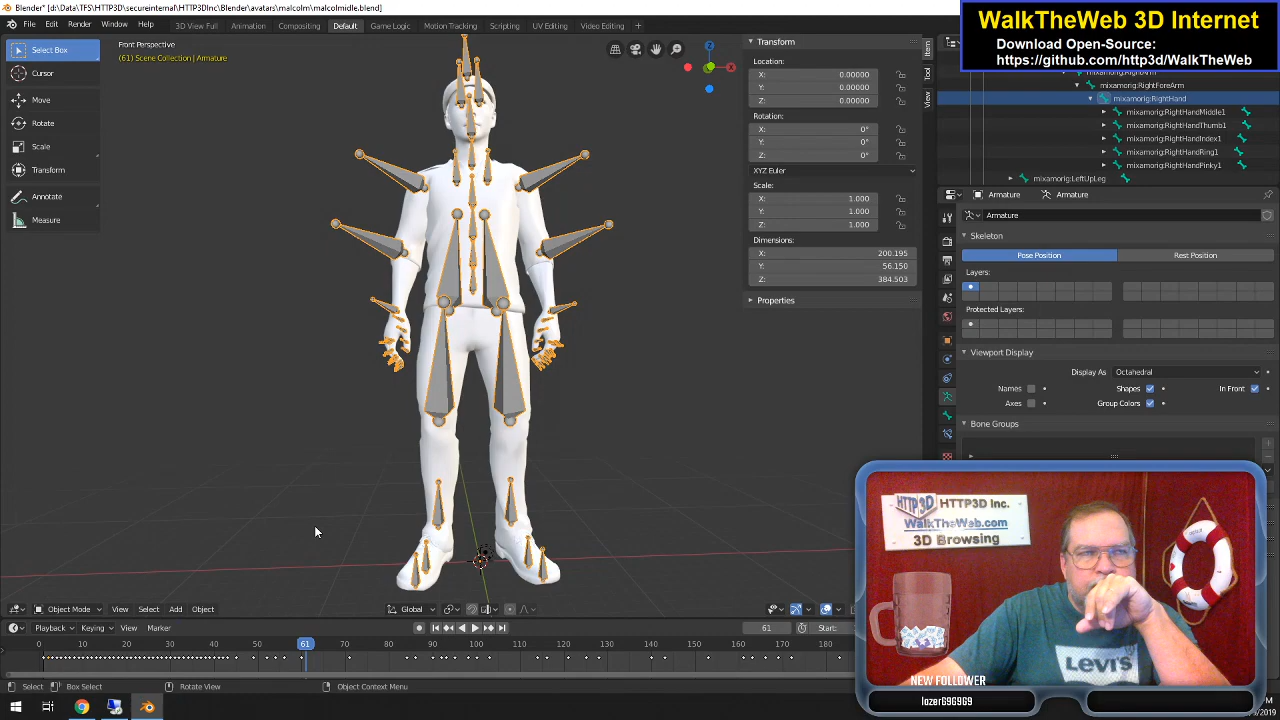 Blender* [d:\Data\TFS\HTTP3D\secureinternal\HTTP3DInc\Blender\avatars\malcolm\malcolmidle.blend]
File Edit Render Window Help
3D View Full Animation Compositing Default Game Logic Motion Tracking Scripting UV Editing Video Editing
WalkTheWeb 3D Internet
Download Open-Source:
https://github.com/http3d/WalkTheWeb
Select Box
Cursor
Move
Rotate
Scale
Transform
Annotate
Measure
Front Perspective
(61) Scene Collection | Armature
Transform
Location:
X: 0.00000
Y: 0.00000
Z: 0.00000
Rotation:
X: 0°
Y: 0°
Z: 0°
XYZ Euler
Scale:
X: 1.000
Y: 1.000
Z: 1.000
Dimensions:
X: 200.195
Y: 56.150
Z: 384.503
Properties
Item
Tool
View
Z
X
mixamorig:RightArm
mixamorig:RightForeArm
mixamorig:RightHand
mixamorig:RightHandMiddle1
mixamorig:RightHandThumb1
mixamorig:RightHandIndex1
mixamorig:RightHandRing1
mixamorig:RightHandPinky1
mixamorig:LeftUpLeg
Armature Armature
Armature
Skeleton
Pose Position Rest Position
Layers:
Protected Layers:
Viewport Display
Display As Octahedral
Names Shapes In Front
Axes Group Colors
Bone Groups
HTTP3D HTTP3D Inc.
WalkTheWeb.com
3D Browsing
Levi's
NEW FOLLOWER
lozer696969
Object Mode View Select Add Object
Global
Playback Keying View Marker
61 Start:
0 10 20 30 40 50 61 70 80 90 100 110 120 130 140 150 160 170 180
Select Box Select Rotate View Object Context Menu